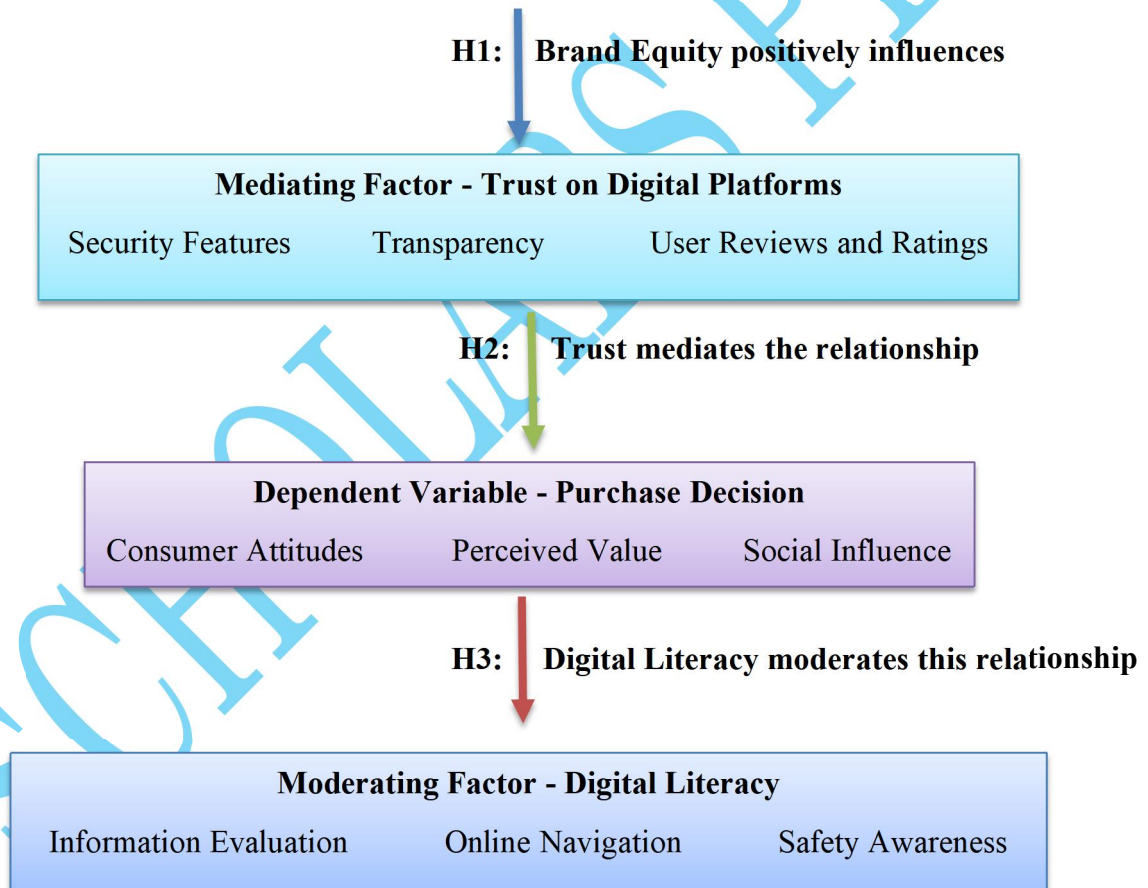 H1: Brand Equity positively influences
Mediating Factor - Trust on Digital Platforms
Security Features Transparency User Reviews and Ratings
H2: Trust mediates the relationship
Dependent Variable - Purchase Decision
Consumer Attitudes Perceived Value Social Influence
H3: Digital Literacy moderates this relationship
Moderating Factor - Digital Literacy
Information Evaluation Online Navigation Safety Awareness